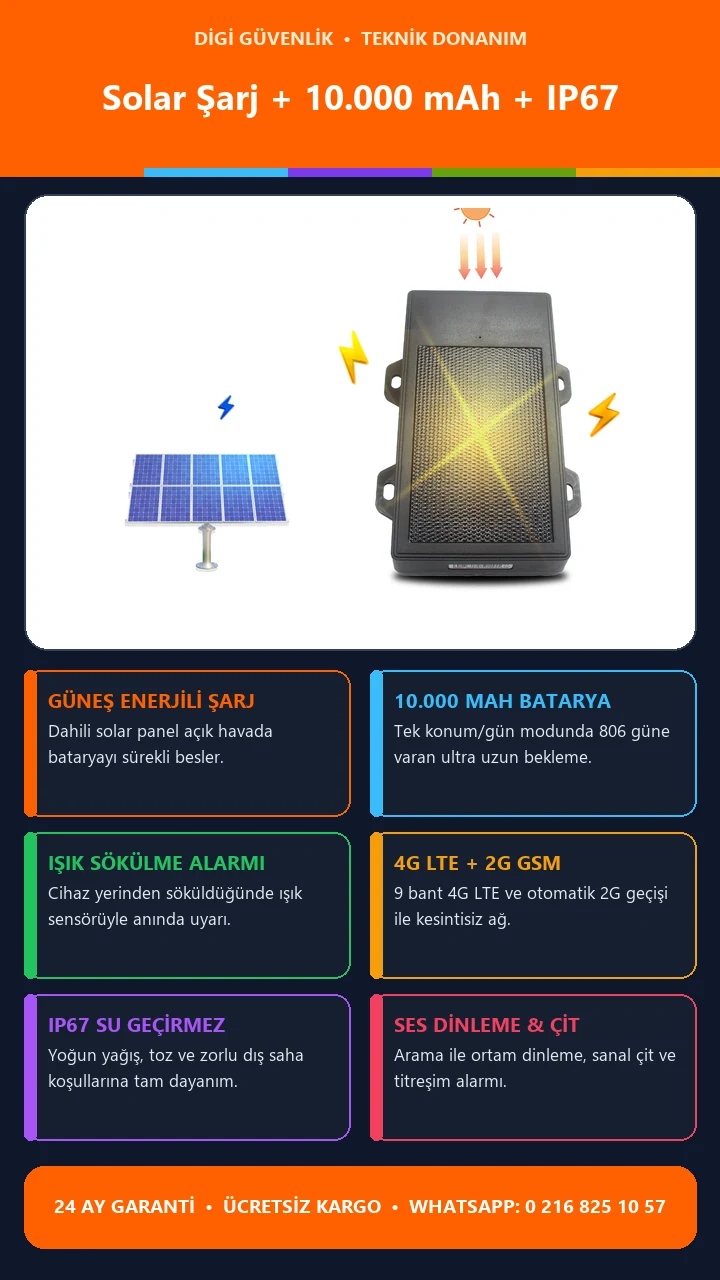 DİGİ GÜVENLİK • TEKNİK DONANIM
Solar Şarj + 10.000 mAh + IP67
GÜNEŞ ENERJİLİ ŞARJ
Dahili solar panel açık havada
bataryayı sürekli besler.
10.000 MAH BATARYA
Tek konum/gün modunda 806 güne
varan ultra uzun bekleme.
IŞIK SÖKÜLME ALARMI
Cihaz yerinden söküldüğünde ışık
sensörüyle anında uyarı.
4G LTE + 2G GSM
9 bant 4G LTE ve otomatik 2G geçişi
ile kesintisiz ağ.
IP67 SU GEÇİRMEZ
Yoğun yağış, toz ve zorlu dış saha
koşullarına tam dayanım.
SES DİNLEME & ÇİT
Arama ile ortam dinleme, sanal çit ve
titreşim alarmı.
24 AY GARANTİ • ÜCRETSİZ KARGO • WHATSAPP: 0 216 825 10 57